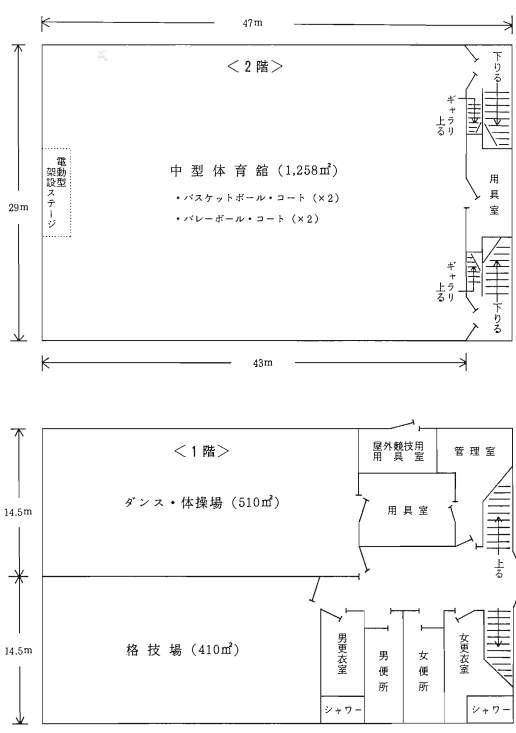 47m
<2階>
下りる
ギャラリ
上る
電動型
架設ステージ
中型体育舘 (1,258㎡)
・バスケットボール・コート (×2)
・バレーボール・コート (×2)
用具室
29m
ギャラリ
上る
下りる
43m
<1階>
屋外競技用
用具室
管理室
ダンス・体操場 (510㎡)
用具室
14.5m
上る
格技場 (410㎡)
14.5m
男更衣室
男便所
女便所
女更衣室
シャワー
シャワー